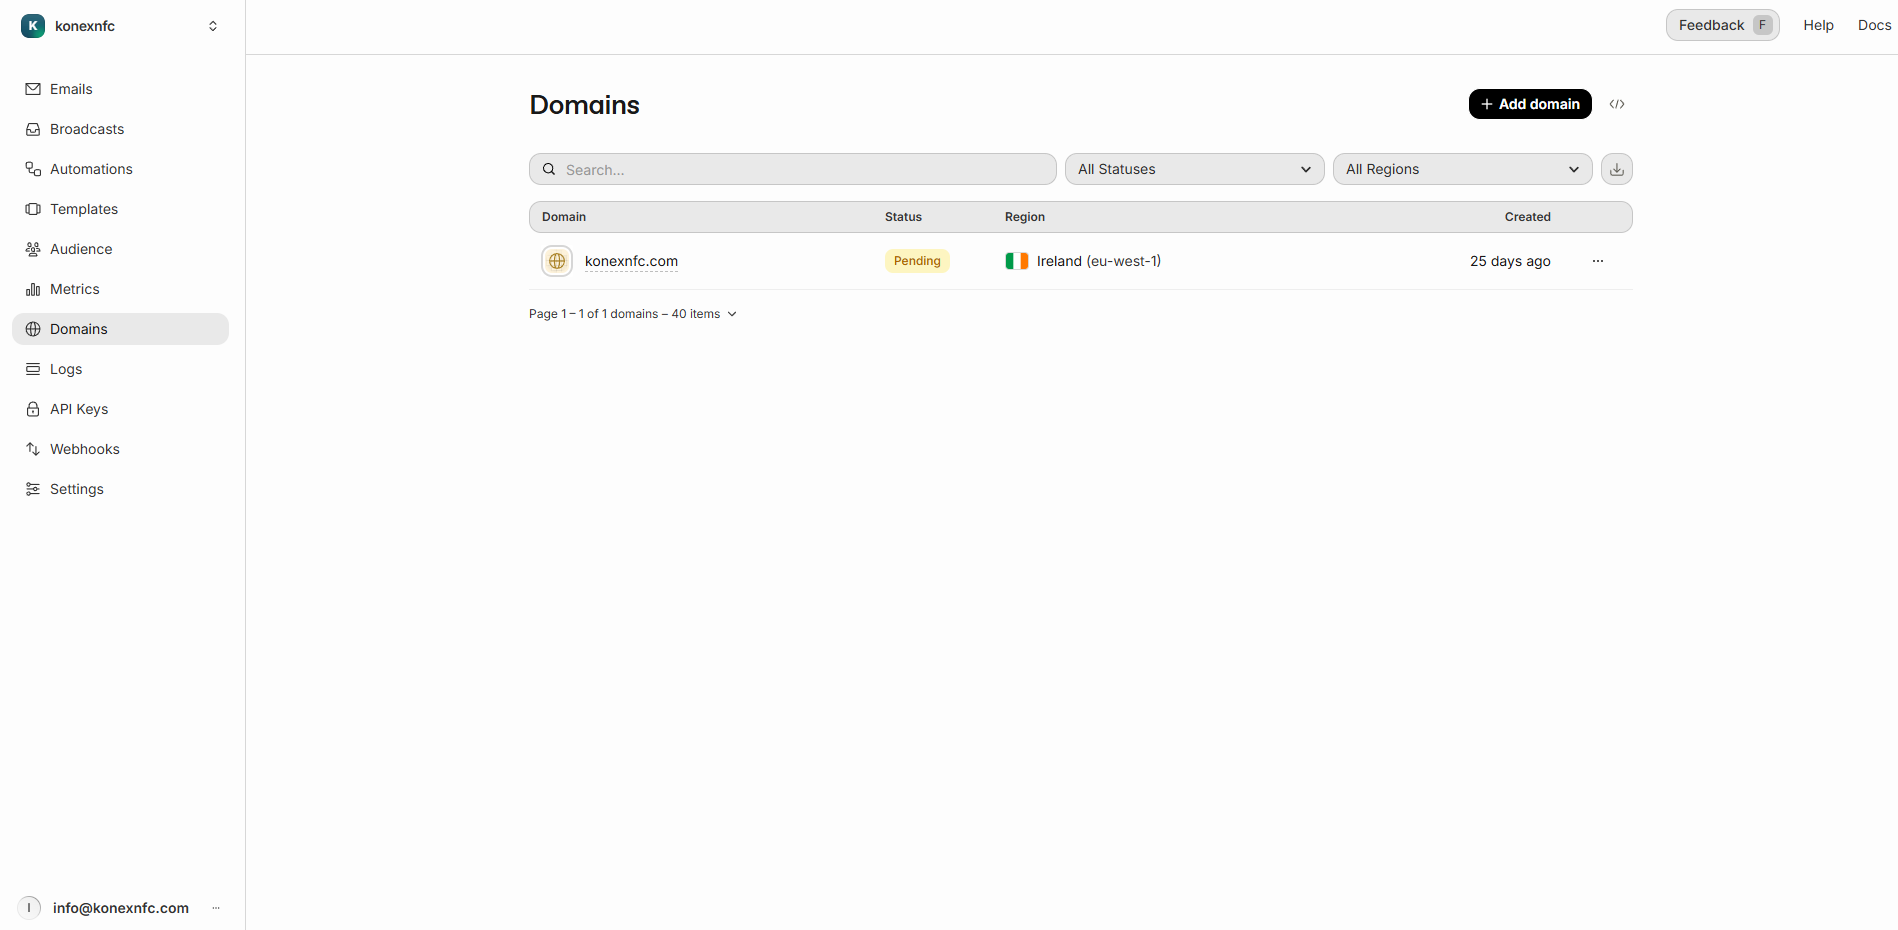 K konexnfc
Feedback F Help Docs
Emails
Broadcasts
Automations
Templates
Audience
Metrics
Domains
Logs
API Keys
Webhooks
Settings
Domains
+ Add domain </>
Search...
All Statuses
All Regions
Domain Status Region Created
konexnfc.com Pending Ireland (eu-west-1) 25 days ago ...
Page 1 – 1 of 1 domains – 40 items
I info@konexnfc.com ...